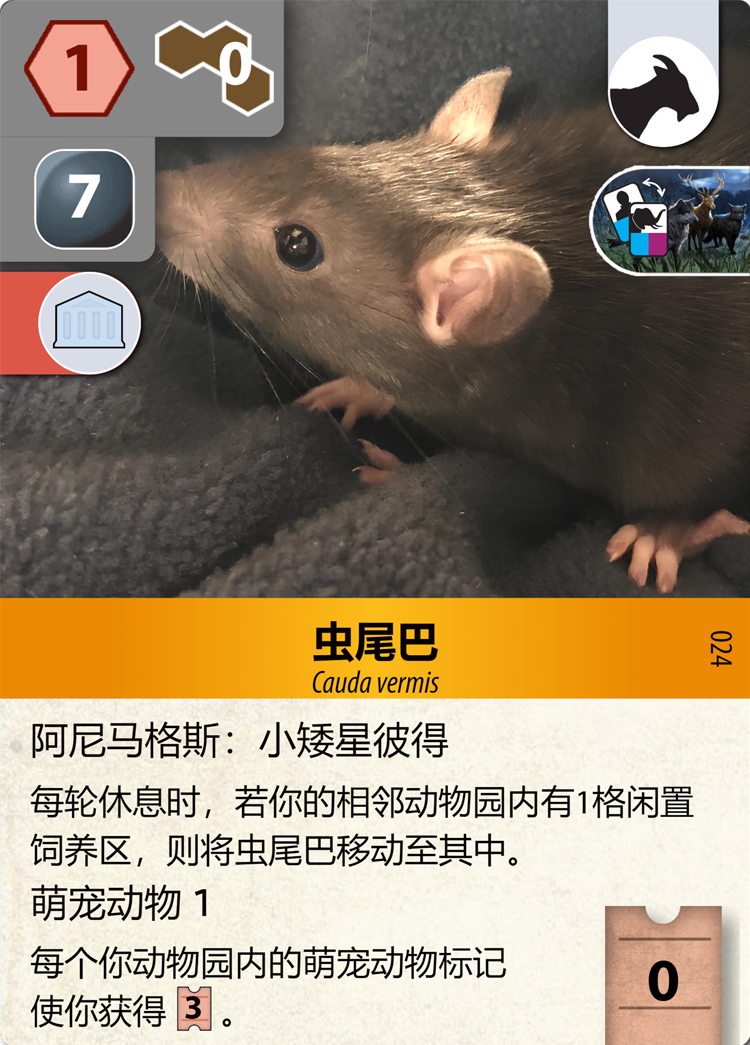 1
0
7
虫尾巴
Cauda vermis
024
阿尼马格斯：小矮星彼得
每轮休息时，若你的相邻动物园内有1格闲置
饲养区，则将虫尾巴移动至其中。
萌宠动物 1
每个你动物园内的萌宠动物标记
使你获得 3 。
0